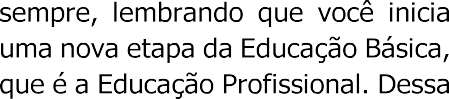 sempre, lembrando que você inicia
uma nova etapa da Educação Básica,
que é a Educação Profissional. Dessa